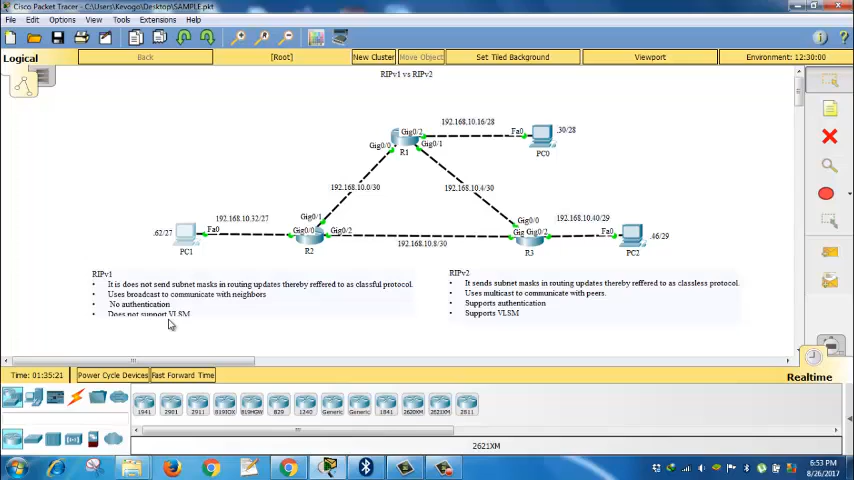 Cisco Packet Tracer - C:\Users\Kevogo\Desktop\SAMPLE.pkt
File Edit Options View Tools Extensions Help
Logical Back [Root] New Cluster Move Object Set Tiled Background Viewport Environment: 12:30:00
RIPv1 vs RIPv2
192.168.10.16/28
Gig0/2 Fa0 .30/28
Gig0/0 R1 Gig0/1 PC0
192.168.10.0/30 192.168.10.4/30
Gig0/1 Gig0/0
192.168.10.32/27 192.168.10.40/29
.62/27 Fa0 Gig0/0 Gig0/2 Gig Gig0/2 Fa0 .46/29
PC1 R2 192.168.10.8/30 R3 PC2
RIPv1
• It is does not send subnet masks in routing updates thereby reffered to as classful protocol.
• Uses broadcast to communicate with neighbors
• No authentication
• Does not support VLSM
RIPv2
• It sends subnet masks in routing updates thereby reffered to as classless protocol.
• Uses multicast to communicate with peers.
• Supports authentication
• Supports VLSM
Time: 01:35:21 Power Cycle Devices Fast Forward Time Realtime
1941 2901 2911 819IOX 819HGW 829 1240 Generic Generic 1841 2620XM 2621XM 2811
2621XM
6:53 PM
8/26/2017